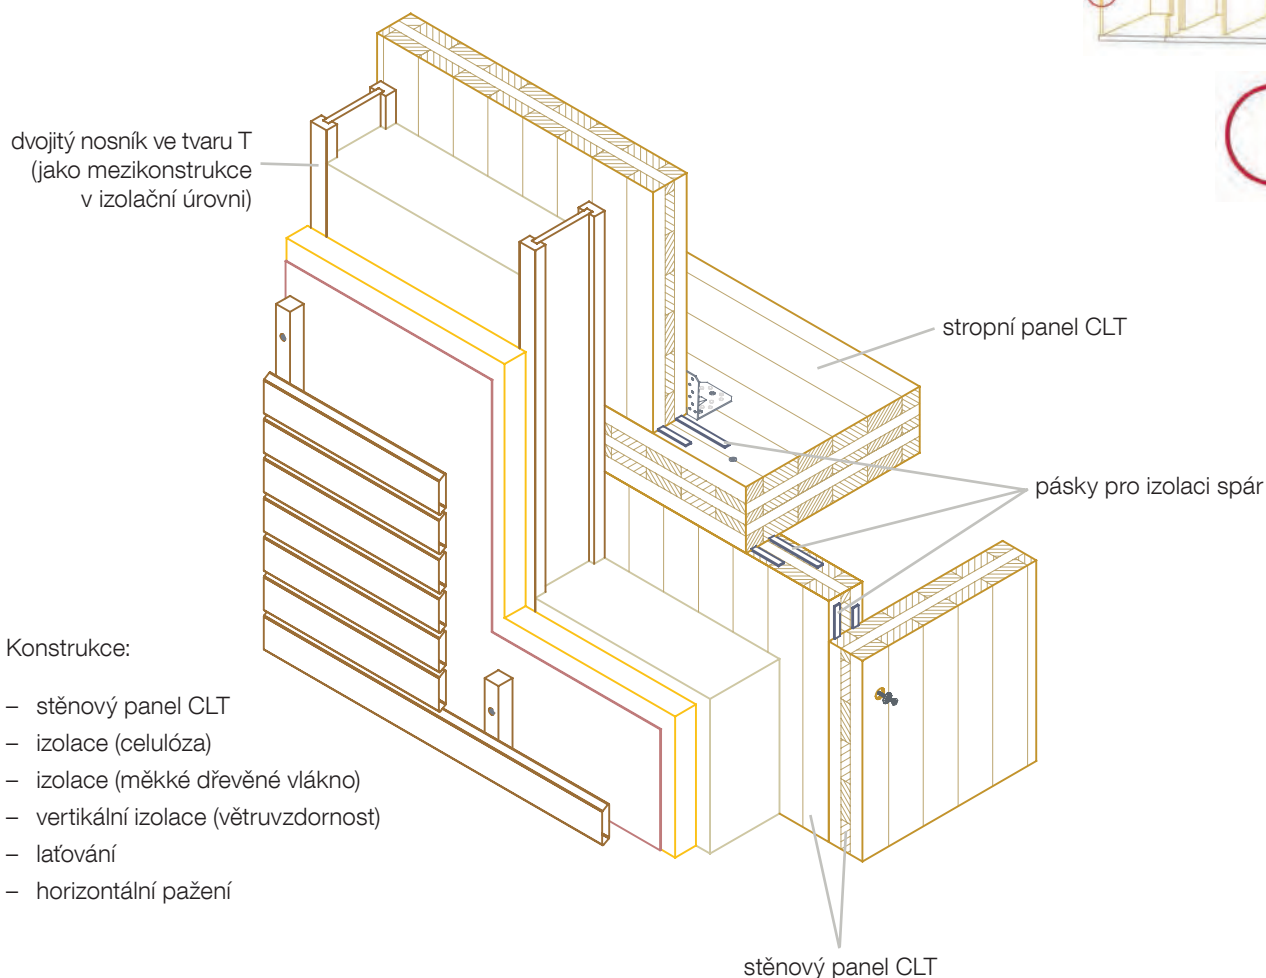 dvojitý nosník ve tvaru T
(jako mezikonstrukce
v izolační úrovni)
stropní panel CLT
pásky pro izolaci spár
Konstrukce:
– stěnový panel CLT
– izolace (celulóza)
– izolace (měkké dřevěné vlákno)
– vertikální izolace (větruvzdornost)
– laťování
– horizontální pažení
stěnový panel CLT